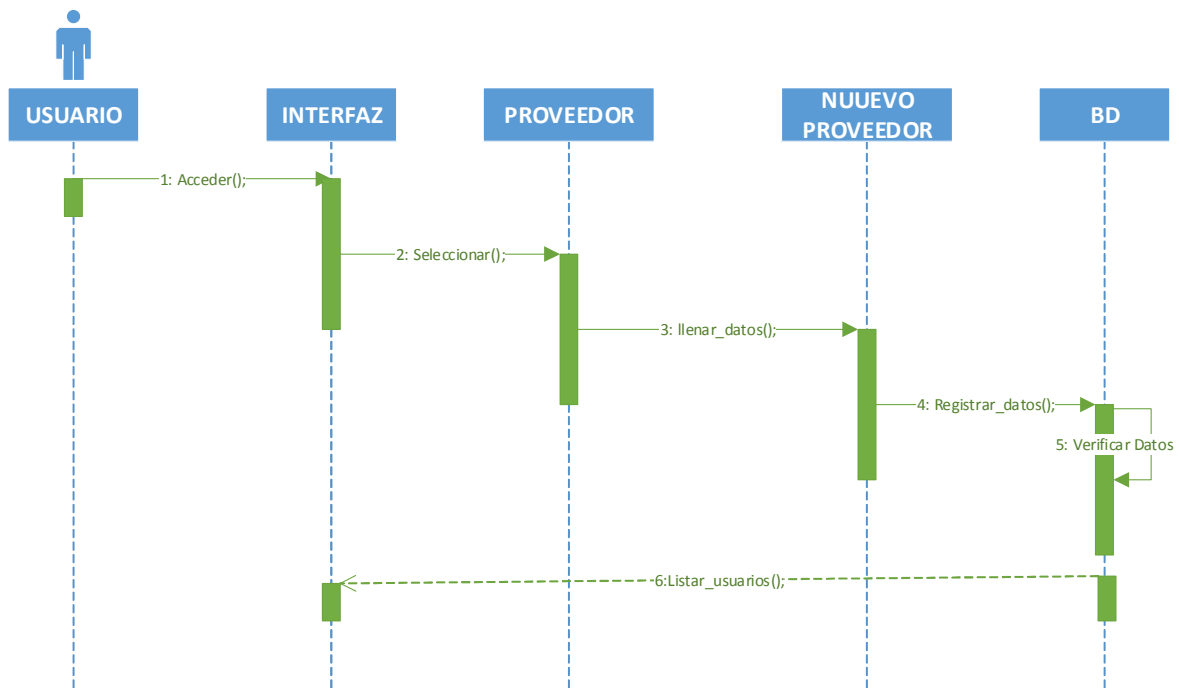 USUARIO
INTERFAZ
PROVEEDOR
NUUEVO
PROVEEDOR
BD
1: Acceder();
2: Seleccionar();
3: llenar_datos();
4: Registrar_datos();
5: Verificar Datos
6:Listar_usuarios();